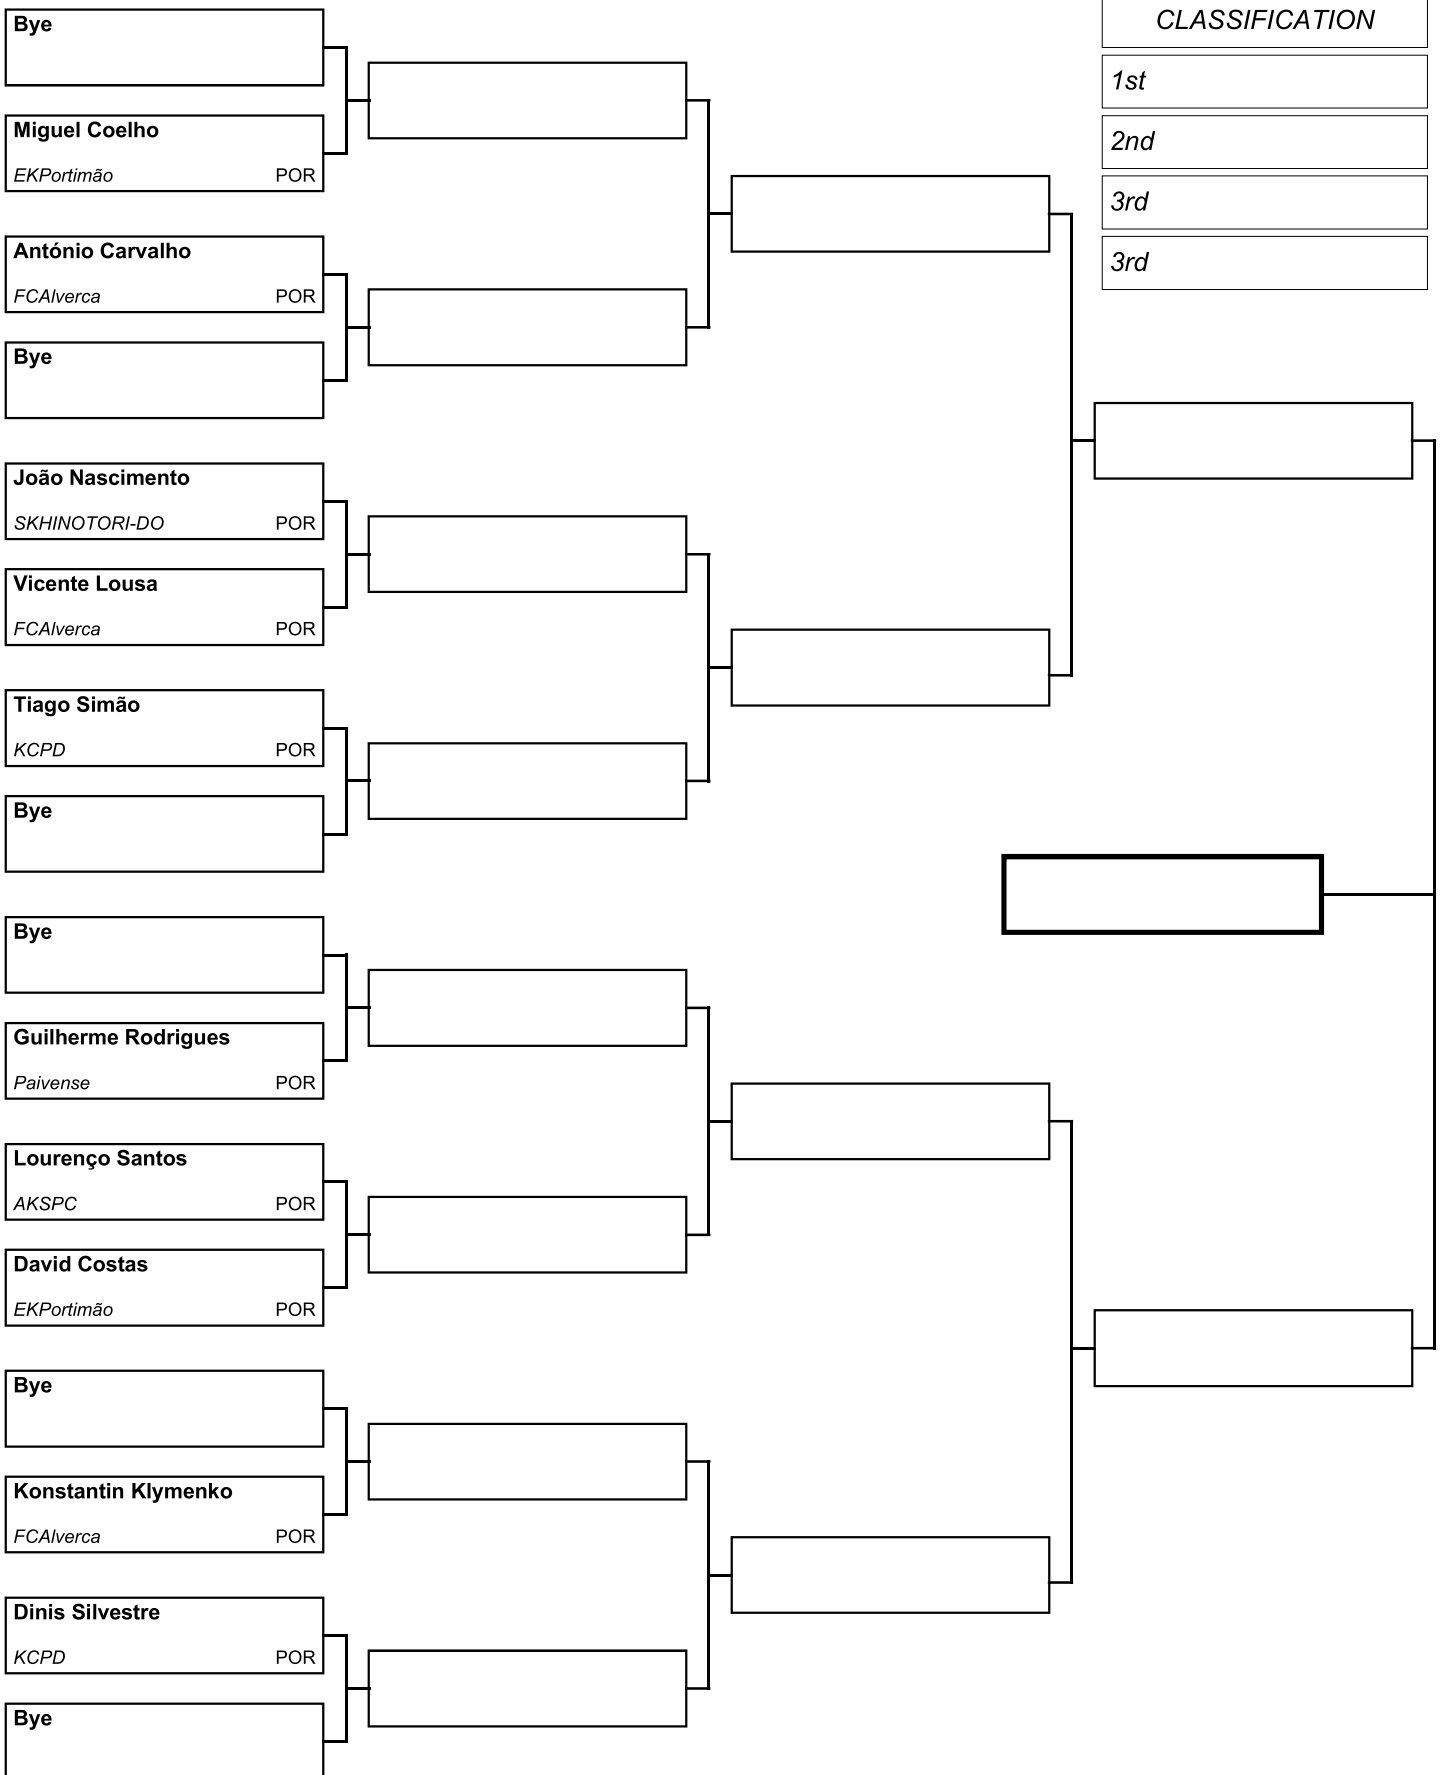 Bye
Miguel Coelho
EKPortimão POR
António Carvalho
FCAlverca POR
Bye
João Nascimento
SKHINOTORI-DO POR
Vicente Lousa
FCAlverca POR
Tiago Simão
KCPD POR
Bye
Bye
Guilherme Rodrigues
Paivense POR
Lourenço Santos
AKSPC POR
David Costas
EKPortimão POR
Bye
Konstantin Klymenko
FCAlverca POR
Dinis Silvestre
KCPD POR
Bye
CLASSIFICATION
1st
2nd
3rd
3rd